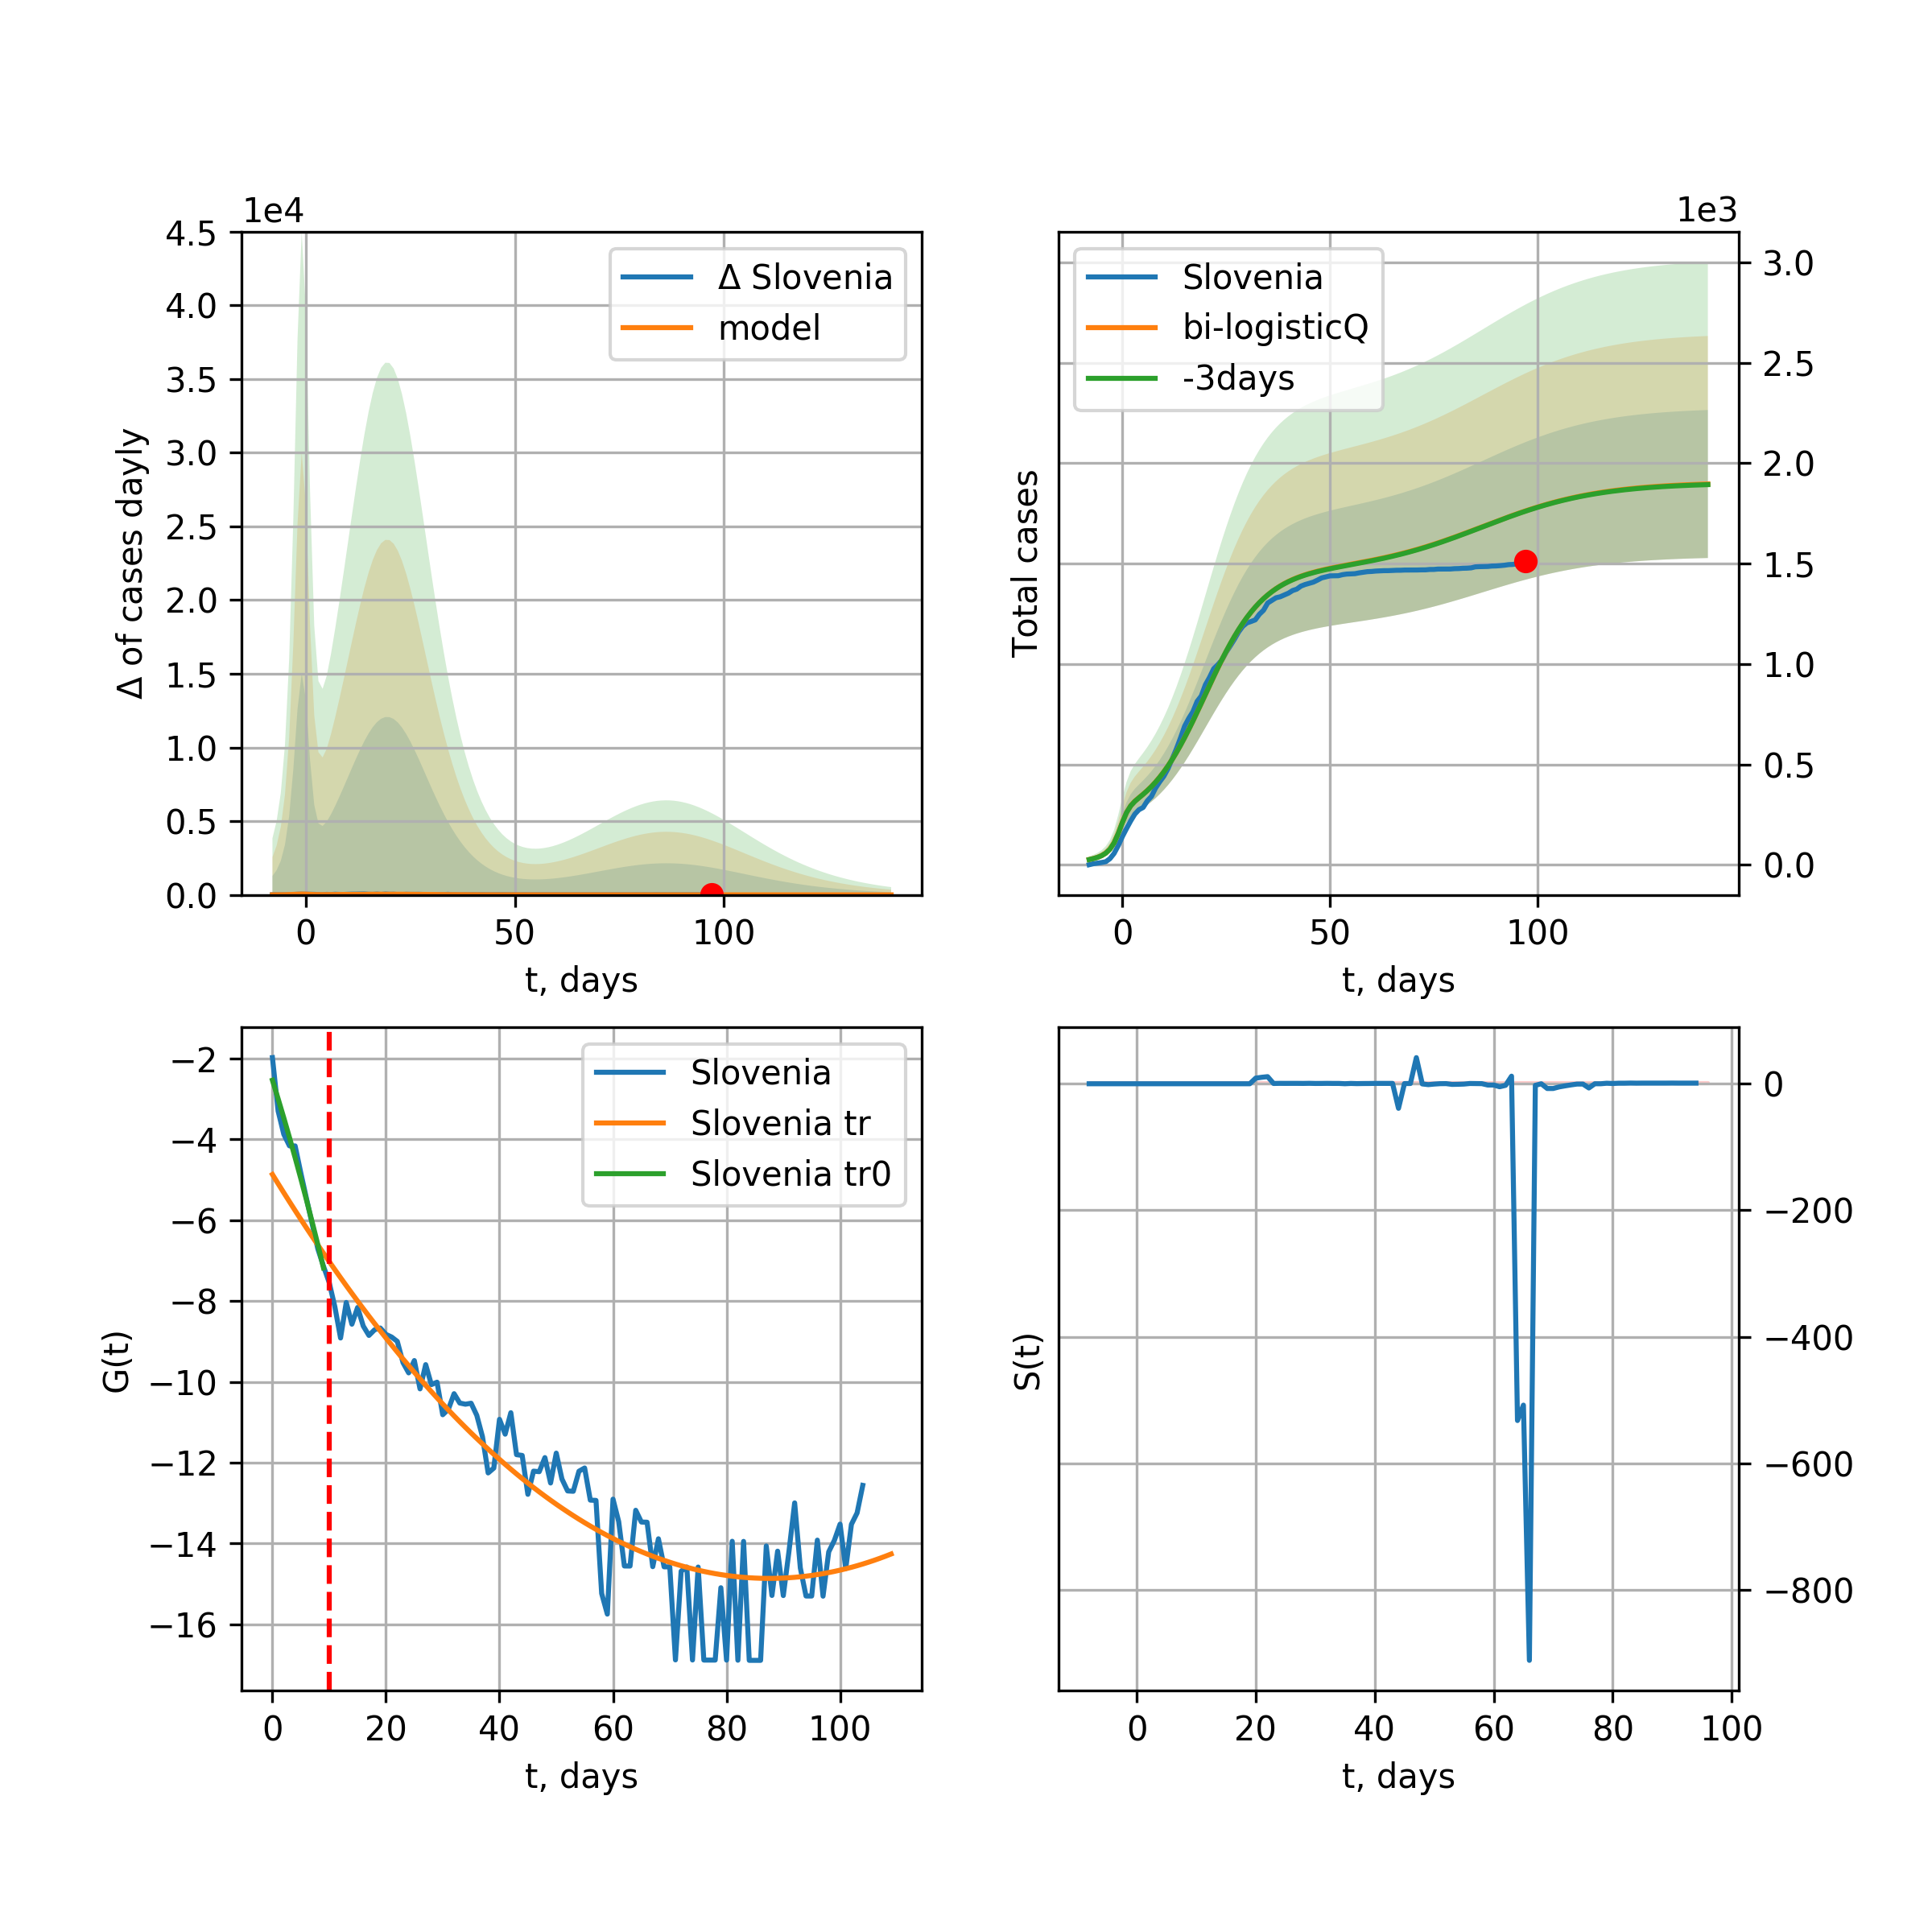 1e4
4.5
4.0
3.5
3.0
2.5
2.0
1.5
1.0
0.5
0.0
Δ of cases dayly
Δ Slovenia
model
0 50 100
t, days
1e3
Slovenia
bi-logisticQ
-3days
Total cases
3.0
2.5
2.0
1.5
1.0
0.5
0.0
0 50 100
t, days
−2
−4
−6
−8
−10
−12
−14
−16
G(t)
Slovenia
Slovenia tr
Slovenia tr0
0 20 40 60 80 100
t, days
S(t)
0
−200
−400
−600
−800
0 20 40 60 80 100
t, days